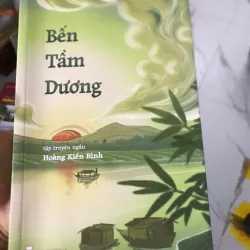 Bến
Tầm
Dương
tập truyện ngắn
Hoàng Kiến Bình